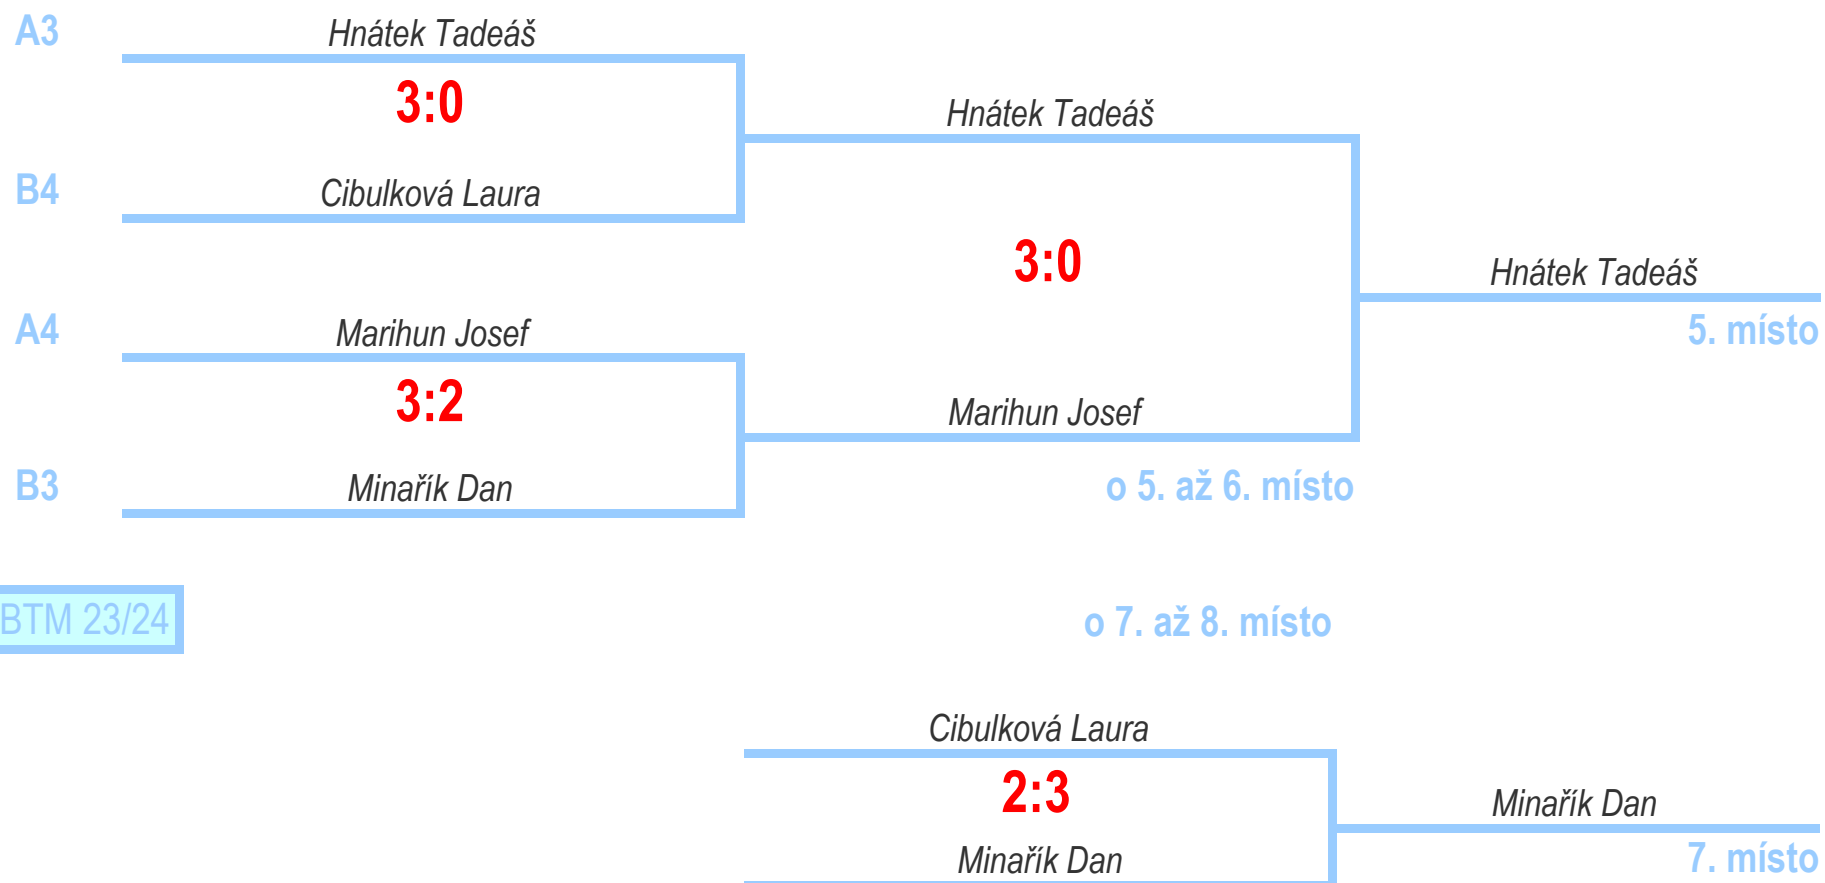 A3
Hnátek Tadeáš
3:0
Hnátek Tadeáš
B4
Cibulková Laura
3:0
Hnátek Tadeáš
A4
Marihun Josef
5. místo
3:2
Marihun Josef
B3
Minařík Dan
o 5. až 6. místo
BTM 23/24
o 7. až 8. místo
Cibulková Laura
2:3
Minařík Dan
Minařík Dan
7. místo